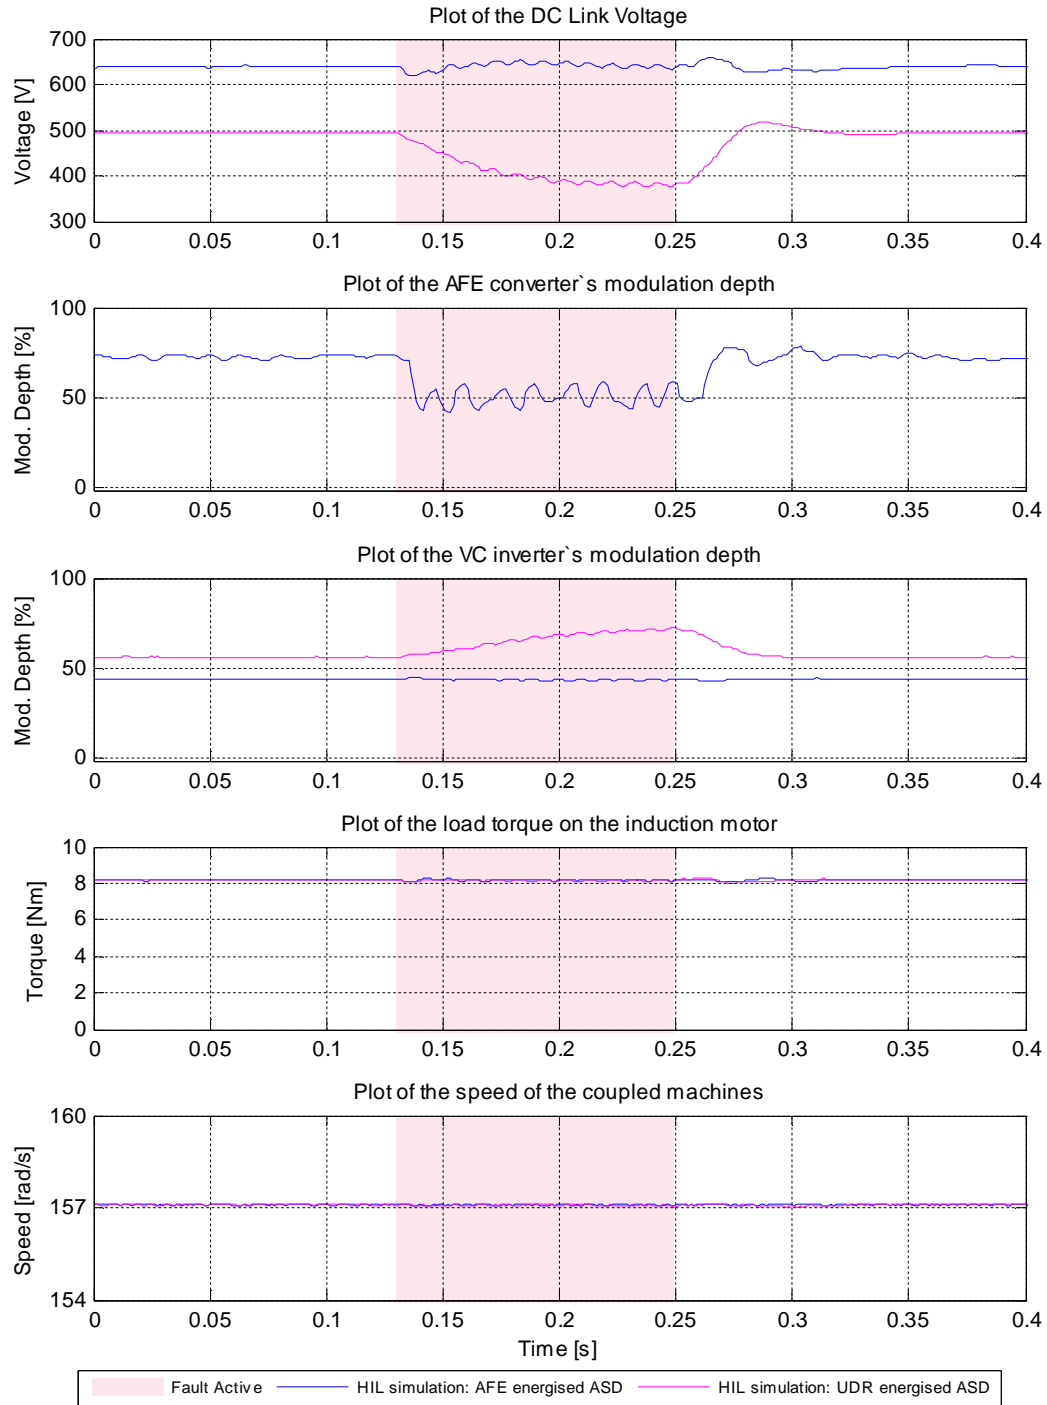 Plot of the DC Link Voltage
Voltage [V]
700
600
500
400
300
0 0.05 0.1 0.15 0.2 0.25 0.3 0.35 0.4
Plot of the AFE converter`s modulation depth
Mod. Depth [%]
100
50
0
0 0.05 0.1 0.15 0.2 0.25 0.3 0.35 0.4
Plot of the VC inverter`s modulation depth
Mod. Depth [%]
100
50
0
0 0.05 0.1 0.15 0.2 0.25 0.3 0.35 0.4
Plot of the load torque on the induction motor
Torque [Nm]
10
8
6
4
2
0
0 0.05 0.1 0.15 0.2 0.25 0.3 0.35 0.4
Plot of the speed of the coupled machines
Speed [rad/s]
160
157
154
0 0.05 0.1 0.15 0.2 0.25 0.3 0.35 0.4
Time [s]
Fault Active HIL simulation: AFE energised ASD HIL simulation: UDR energised ASD